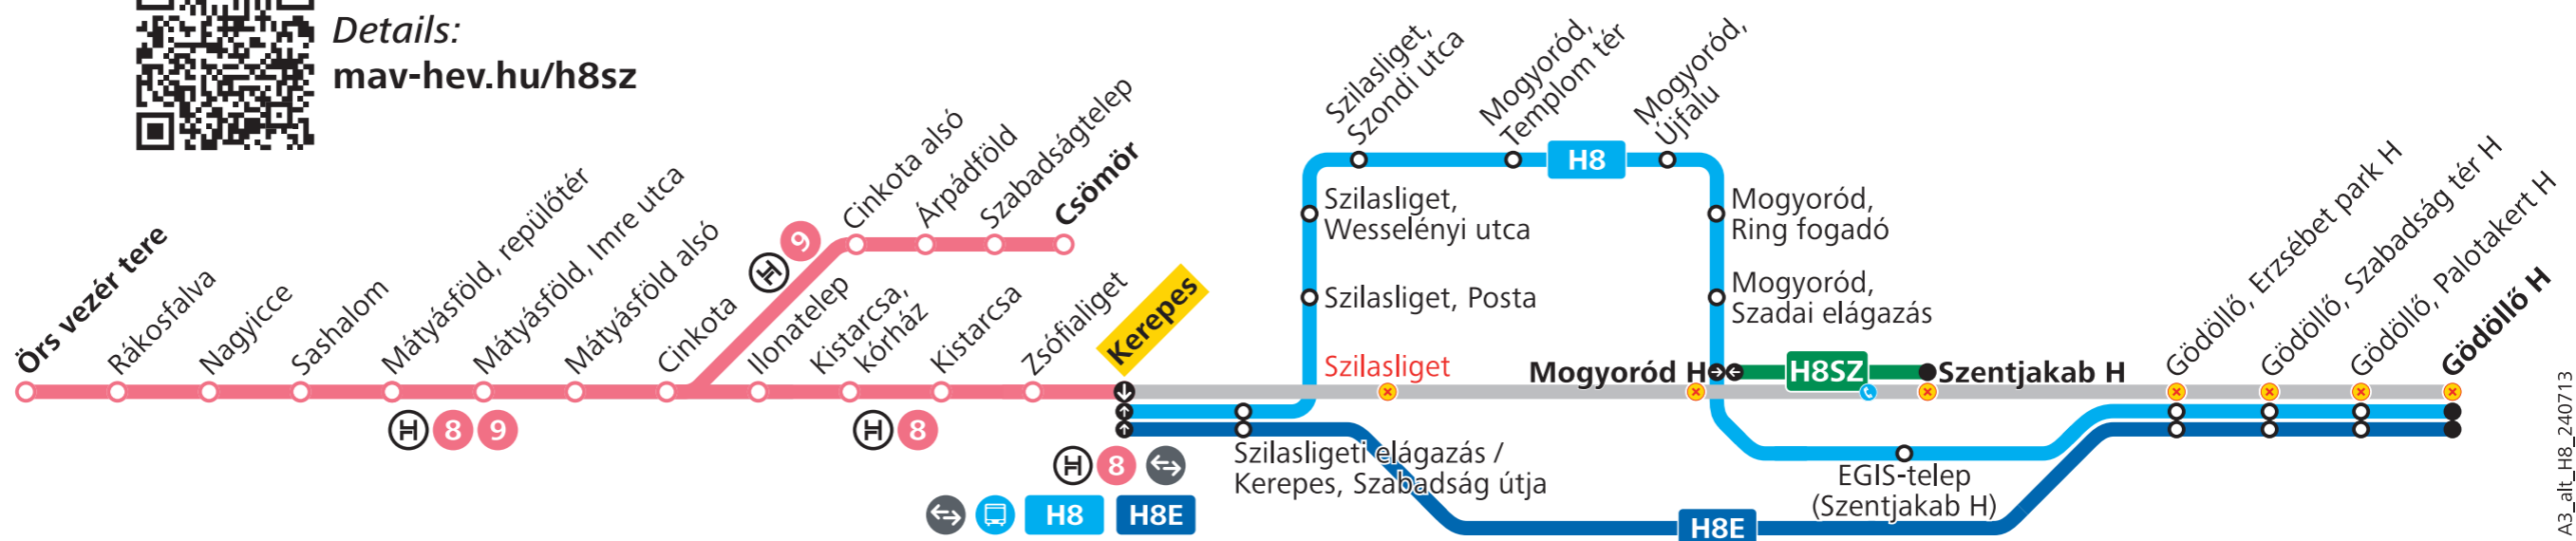 Details:
mav-hev.hu/h8sz
Örs vezér tere
Rákosfalva
Nagyicce
Sashalom
Mátyásföld, repülőtér
Mátyásföld, Imre utca
Mátyásföld alsó
Cinkota
H 9
Cinkota alsó
Árpádföld
Szabadságtelep
Csömör
Ilonatelep
Kistarcsa,
kórház
Kistarcsa
Zsófialiget
Kerepes
H 8 9
H 8
H 8
H8 H8E
Szilasligeti elágazás /
Kerepes, Szabadság útja
Szilasliget
Szilasliget, Posta
Szilasliget,
Wesselényi utca
Szilasliget,
Szondi utca
Mogyoród,
Templom tér
H8
Mogyoród,
Újfalu
Mogyoród,
Ring fogadó
Mogyoród,
Szadai elágazás
Mogyoród H
H8SZ
Szentjakab H
EGIS-telep
(Szentjakab H)
H8E
Gödöllő, Erzsébet park H
Gödöllő, Szabadság tér H
Gödöllő, Palotakert H
Gödöllő H
A3_alt_H8_240713